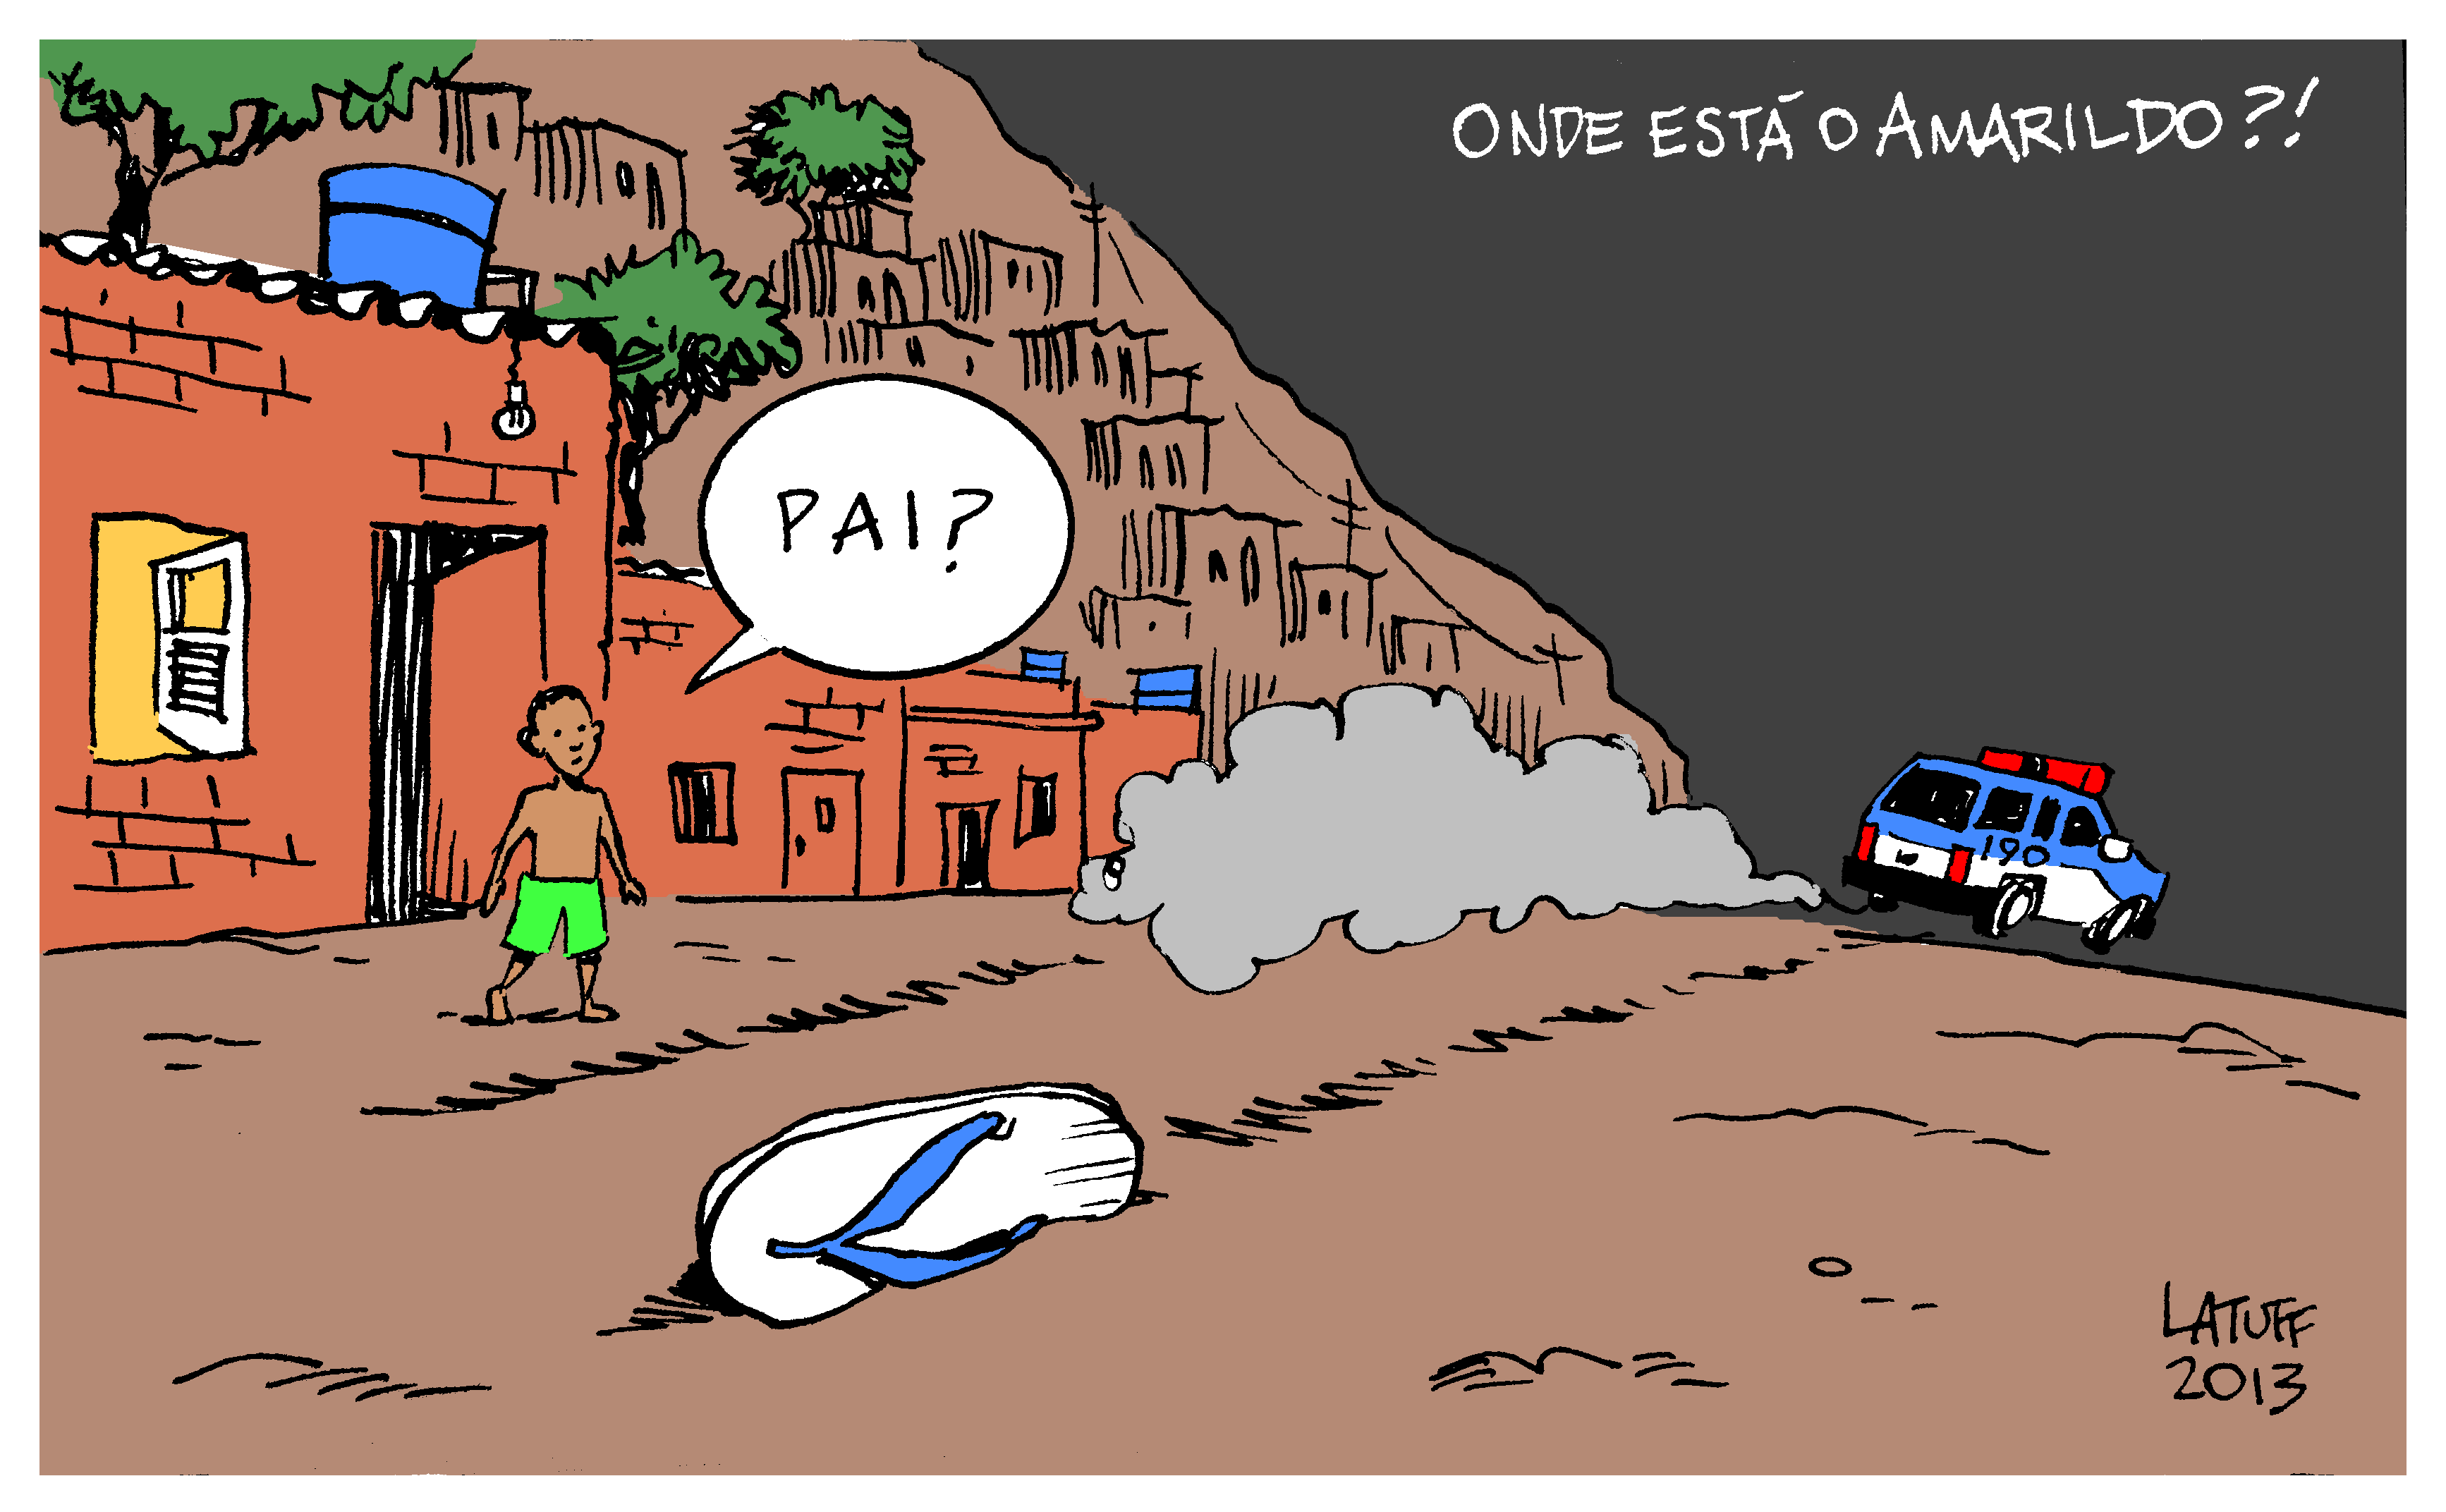 ONDE ESTÁ O AMARILDO?!
PAI?
190
LATUFF
2013